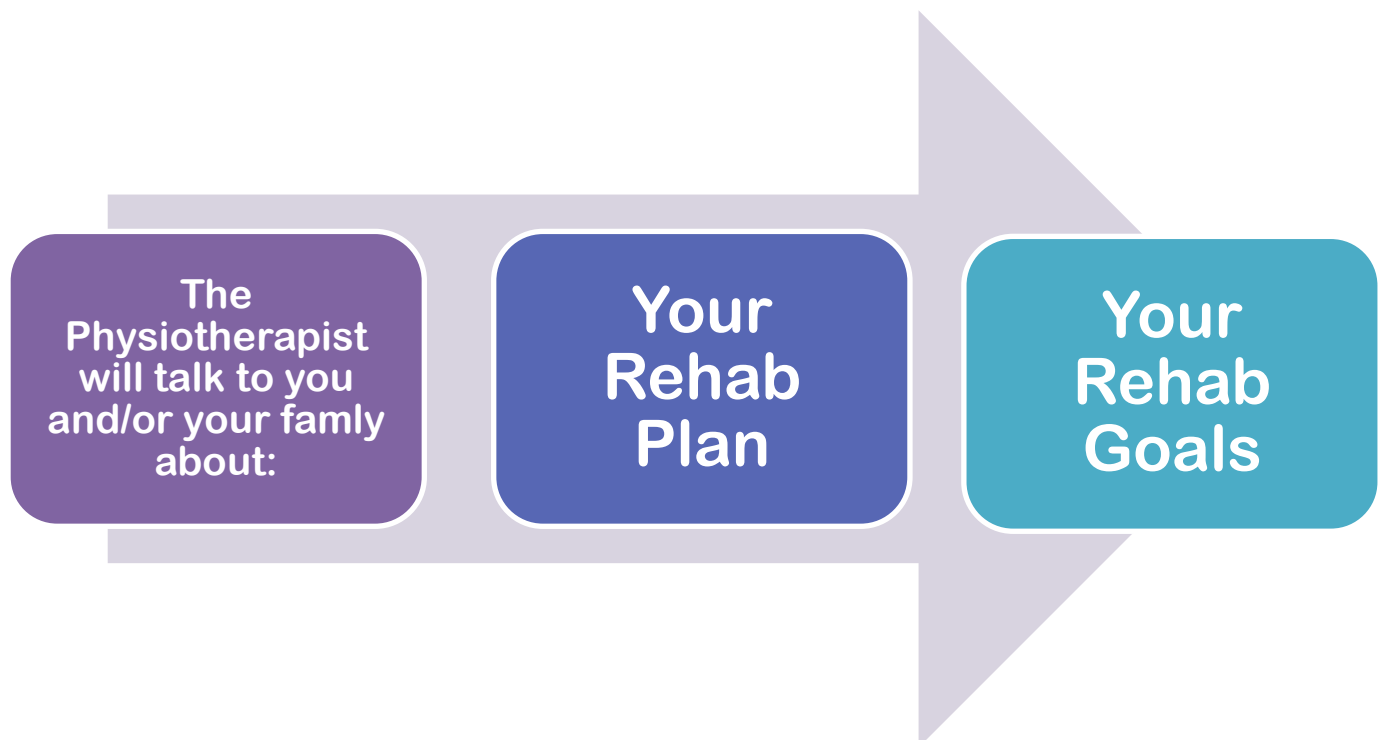 The
Physiotherapist
will talk to you
and/or your famly
about:
Your
Rehab
Plan
Your
Rehab
Goals